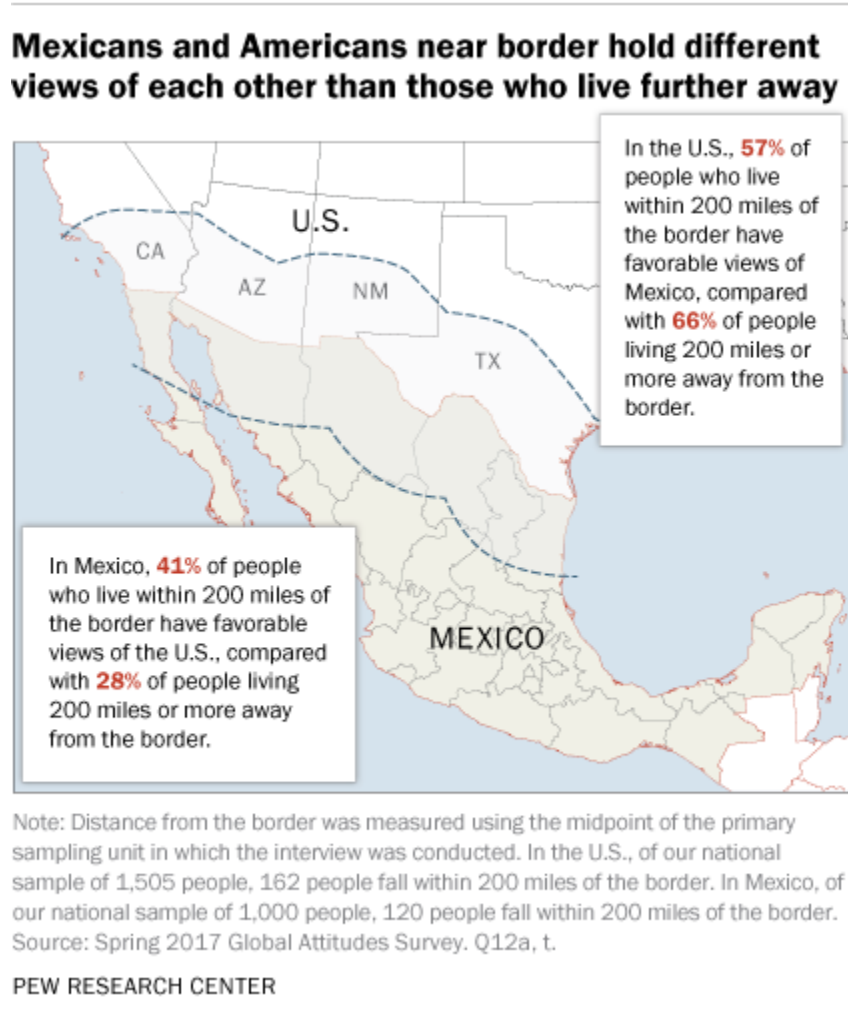 Mexicans and Americans near border hold different
views of each other than those who live further away
In the U.S., 57% of
people who live
within 200 miles of
the border have
favorable views of
Mexico, compared
with 66% of people
living 200 miles or
more away from the
border.
U.S.
CA
AZ
NM
TX
In Mexico, 41% of people
who live within 200 miles of
the border have favorable
views of the U.S., compared
with 28% of people living
200 miles or more away
from the border.
MEXICO
Note: Distance from the border was measured using the midpoint of the primary
sampling unit in which the interview was conducted. In the U.S., of our national
sample of 1,505 people, 162 people fall within 200 miles of the border. In Mexico, of
our national sample of 1,000 people, 120 people fall within 200 miles of the border.
Source: Spring 2017 Global Attitudes Survey. Q12a, t.
PEW RESEARCH CENTER